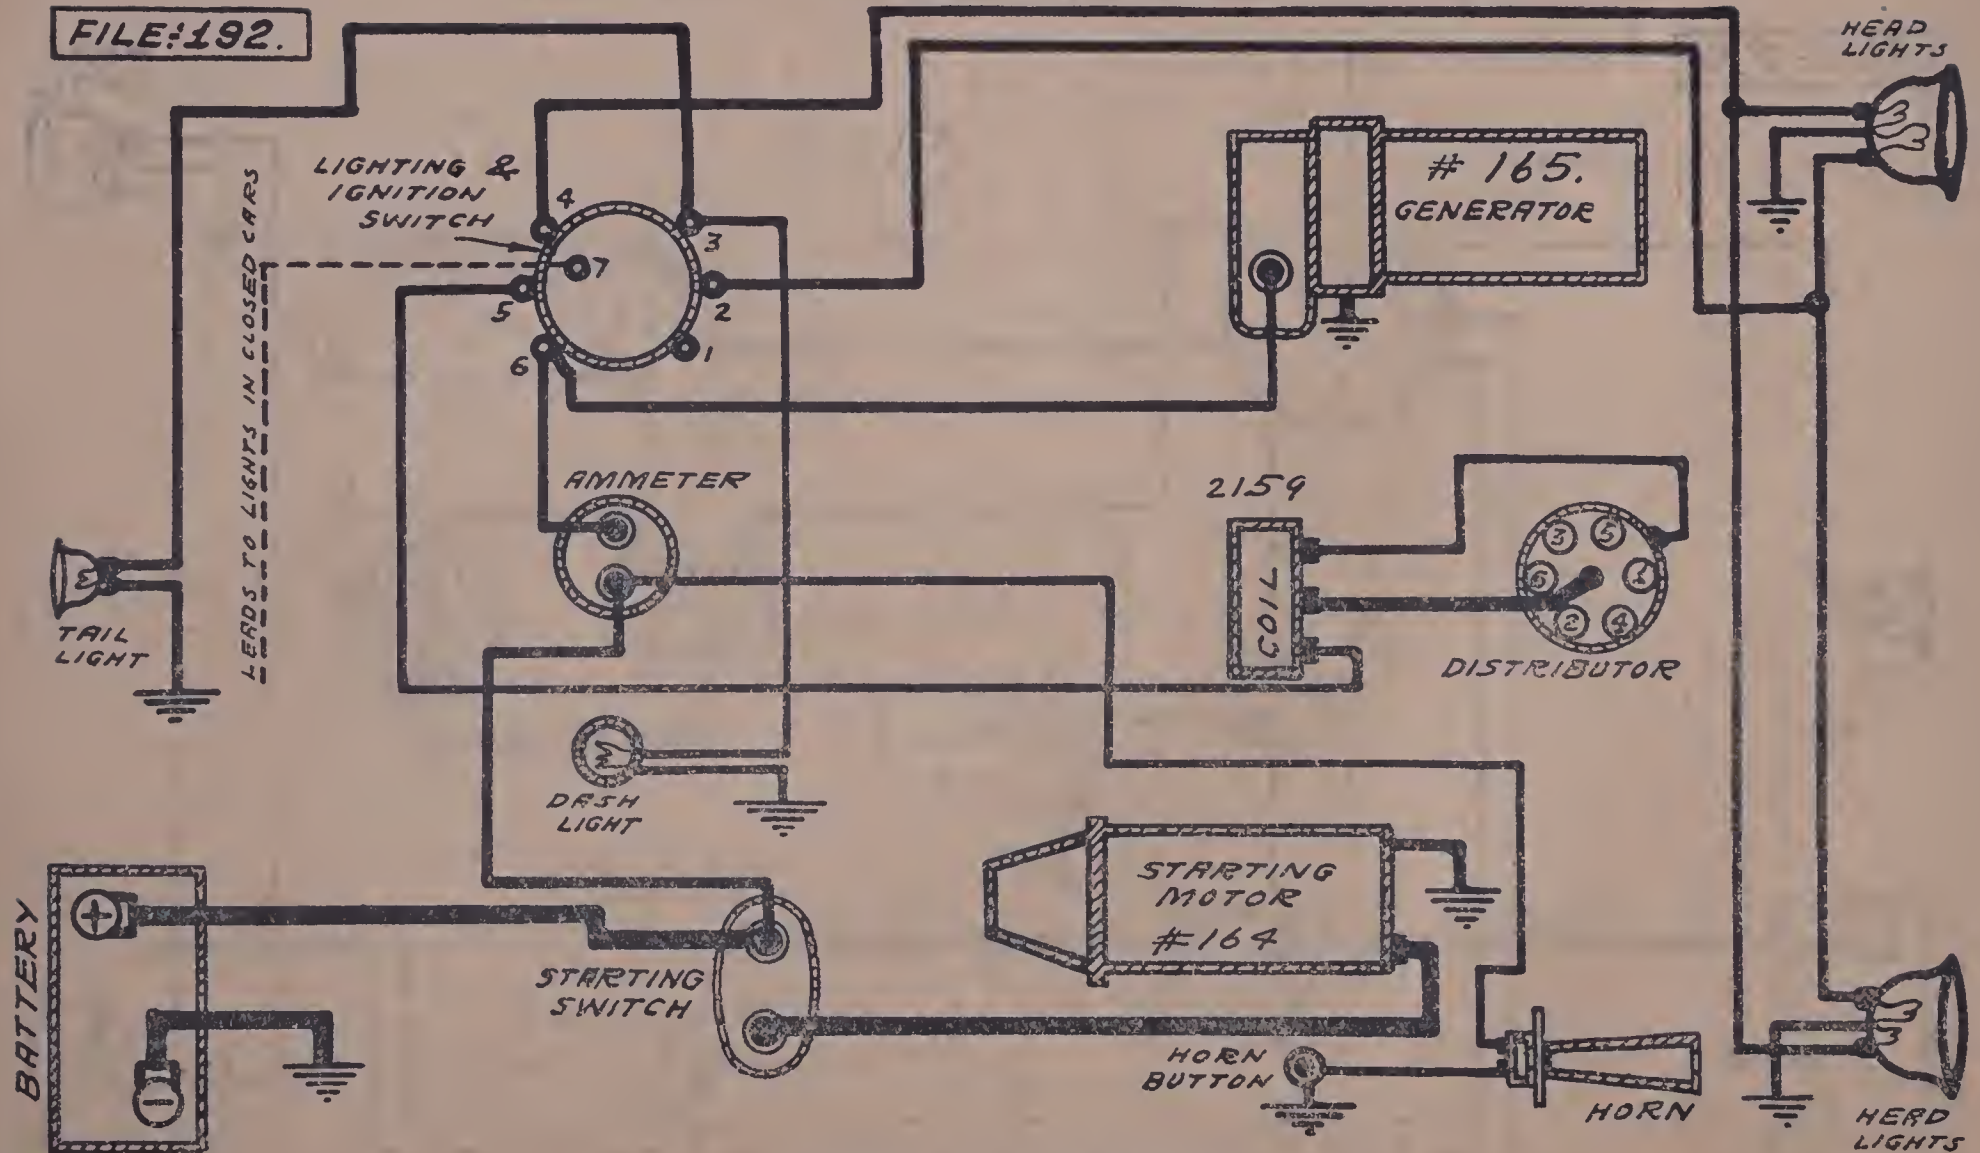 FILE:192.
HEAD
LIGHTS
LIGHTING &
IGNITION
SWITCH
LEADS TO LIGHTS IN CLOSED CARS
4
3
7
5
2
6
1
# 165.
GENERATOR
AMMETER
2159
COIL
3
5
6
1
2
4
DISTRIBUTOR
TAIL
LIGHT
DASH
LIGHT
BATTERY
+
-
STARTING
SWITCH
STARTING
MOTOR
#164
HORN
BUTTON
HORN
HEAD
LIGHTS